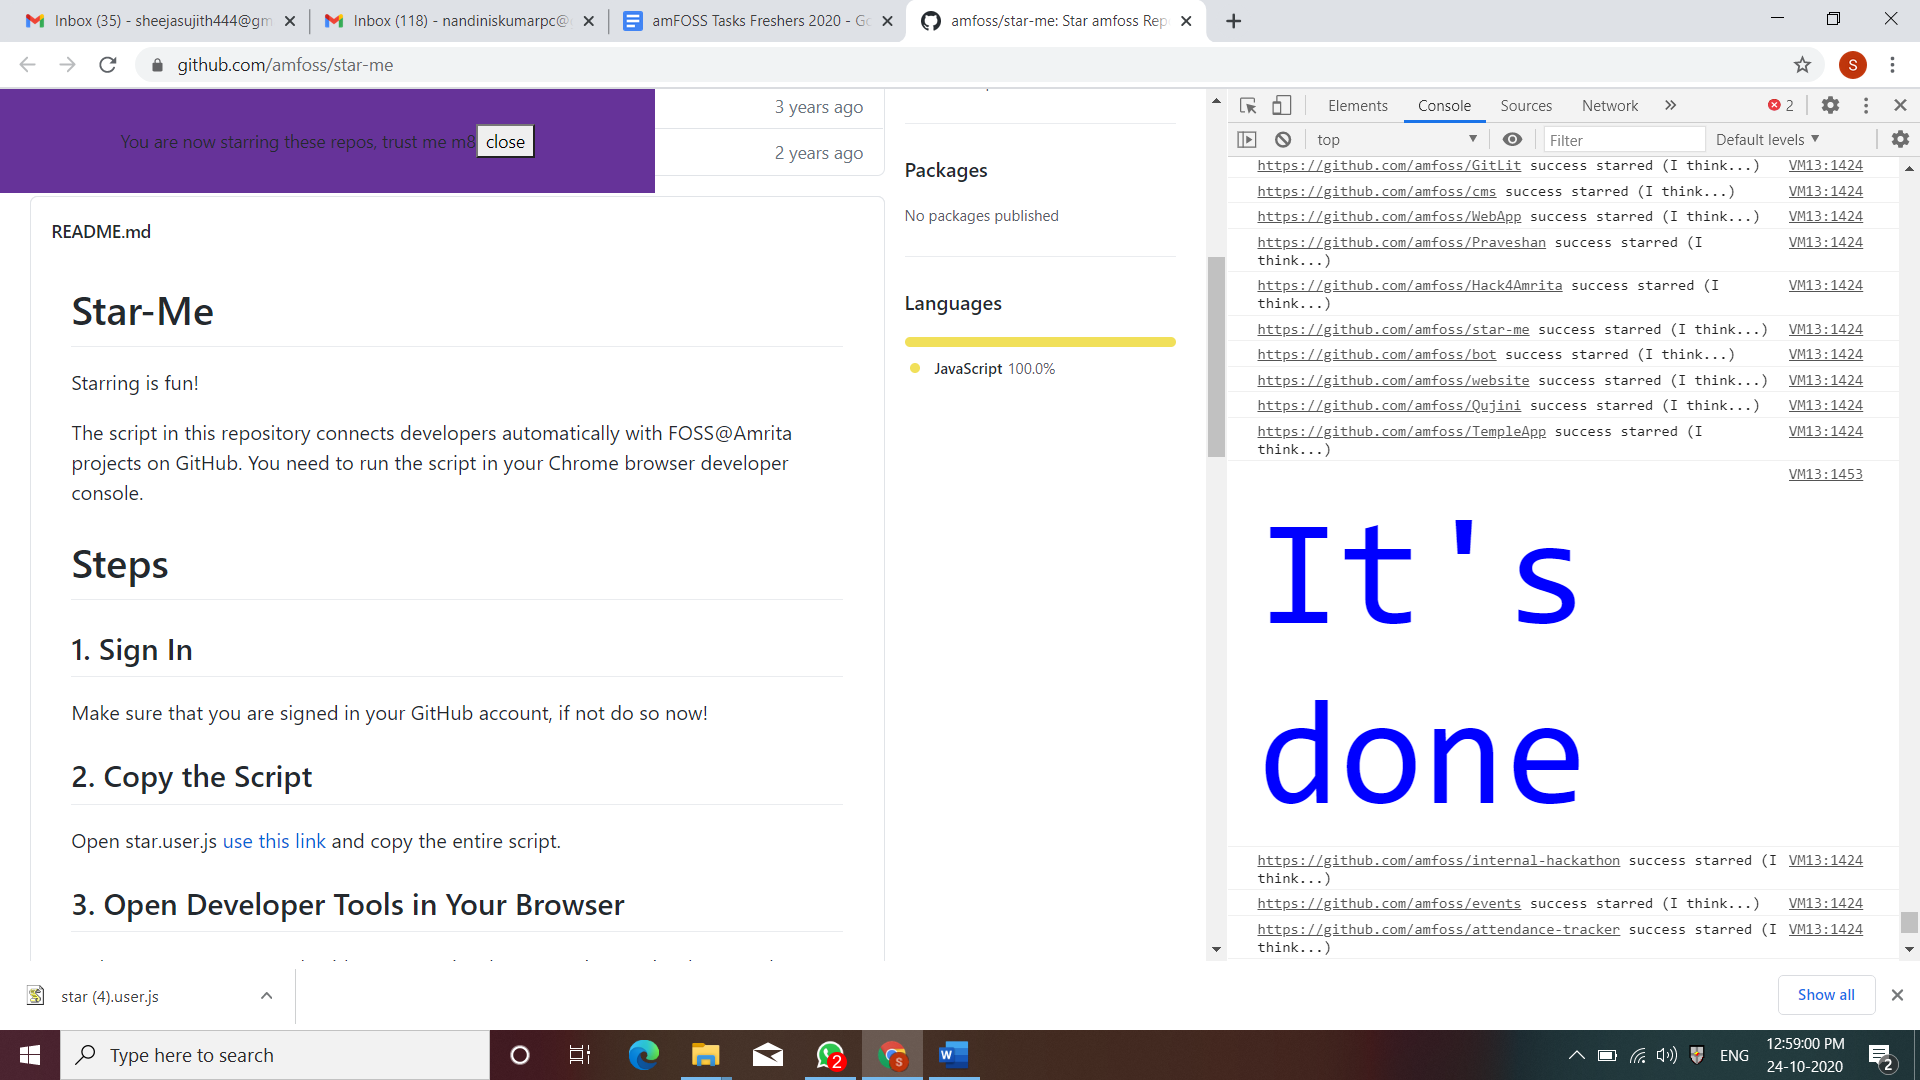 Inbox (35) - sheejasujith444@gm
Inbox (118) - nandiniskumarpc@
amFOSS Tasks Freshers 2020 - Go
amfoss/star-me: Star amfoss Rep
github.com/amfoss/star-me
S
You are now starring these repos, trust me m8
close
3 years ago
2 years ago
README.md
Star-Me
Starring is fun!
The script in this repository connects developers automatically with FOSS@Amrita
projects on GitHub. You need to run the script in your Chrome browser developer
console.
Steps
1. Sign In
Make sure that you are signed in your GitHub account, if not do so now!
2. Copy the Script
Open star.user.js use this link and copy the entire script.
3. Open Developer Tools in Your Browser
Packages
No packages published
Languages
JavaScript 100.0%
Elements Console Sources Network » 2
top Filter Default levels
https://github.com/amfoss/GitLit success starred (I think...) VM13:1424
https://github.com/amfoss/cms success starred (I think...) VM13:1424
https://github.com/amfoss/WebApp success starred (I think...) VM13:1424
https://github.com/amfoss/Praveshan success starred (I VM13:1424
think...)
https://github.com/amfoss/Hack4Amrita success starred (I VM13:1424
think...)
https://github.com/amfoss/star-me success starred (I think...) VM13:1424
https://github.com/amfoss/bot success starred (I think...) VM13:1424
https://github.com/amfoss/website success starred (I think...) VM13:1424
https://github.com/amfoss/Qujini success starred (I think...) VM13:1424
https://github.com/amfoss/TempleApp success starred (I VM13:1424
think...)
VM13:1453
It's
done
https://github.com/amfoss/internal-hackathon success starred (I VM13:1424
think...)
https://github.com/amfoss/events success starred (I think...) VM13:1424
https://github.com/amfoss/attendance-tracker success starred (I VM13:1424
think...)
star (4).user.js
Show all
Type here to search
2
S
W
ENG
12:59:00 PM
24-10-2020
2